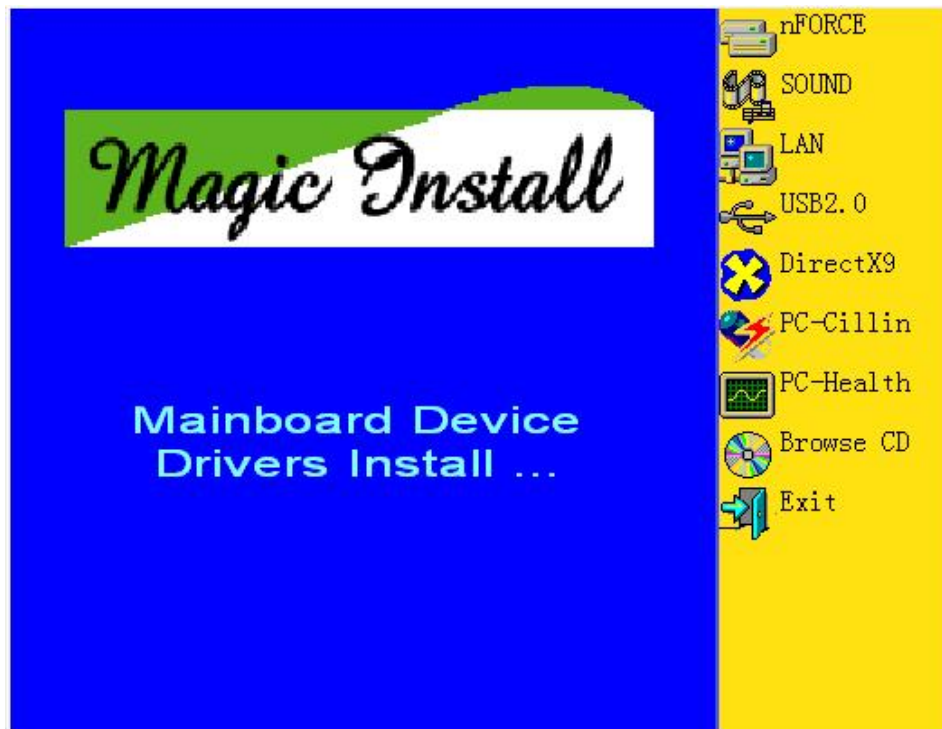 Magic Install
Mainboard Device
Drivers Install ...
nFORCE
SOUND
LAN
USB2.0
DirectX9
PC-Cillin
PC-Health
Browse CD
Exit